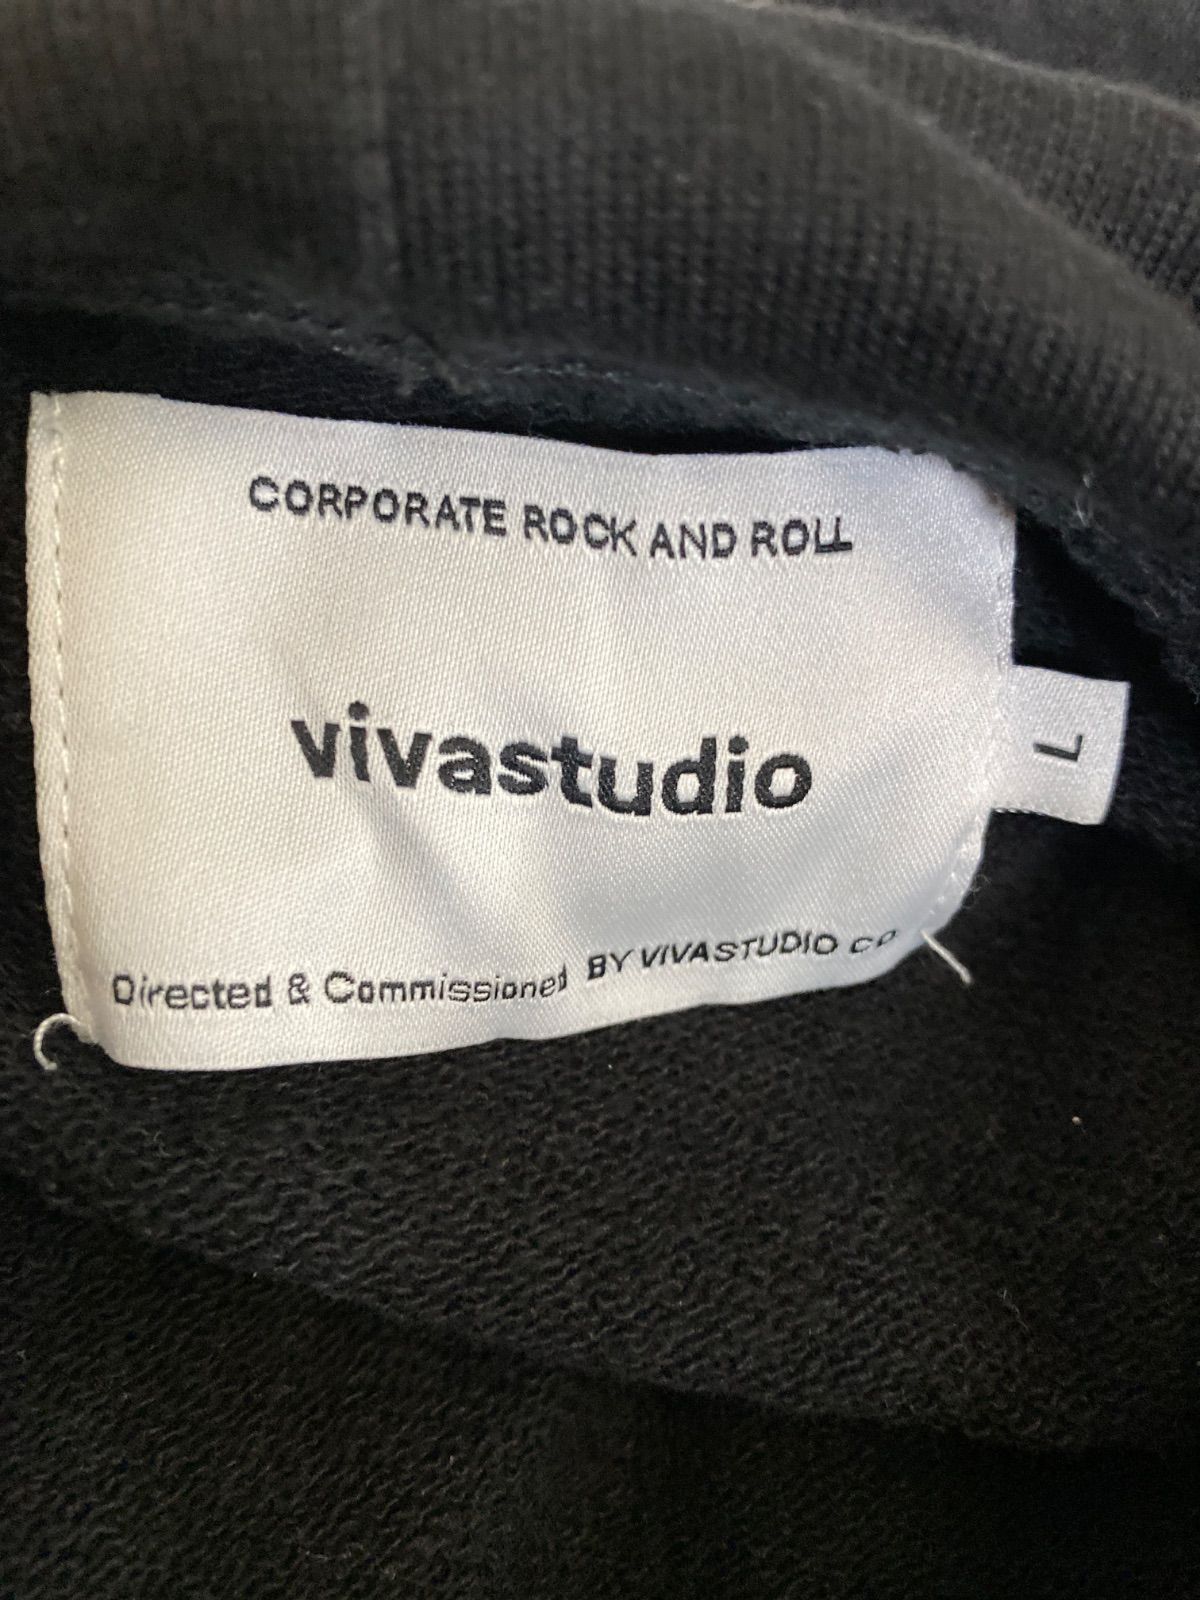 CORPORATE ROCK AND ROLL
vivastudio
L
Directed & Commissioned BY VIVASTUDIO CO